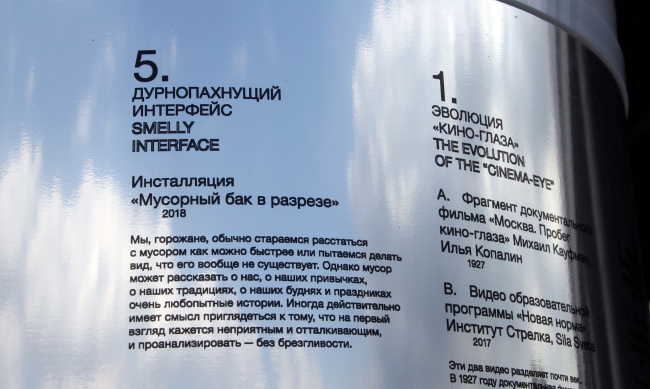 5.
ДУРНОПАХНУЩИЙ
ИНТЕРФЕЙС
SMELLY
INTERFACE
Инсталляция
«Мусорный бак в разрезе»
2018
Мы, горожане, обычно стараемся расстаться
с мусором как можно быстрее или пытаемся делать
вид, что его вообще не существует. Однако мусор
может рассказать о нас, о наших привычках,
о наших традициях, о наших буднях и праздниках
очень любопытные истории. Иногда действительно
имеет смысл приглядеться к тому, что на первый
взгляд кажется неприятным и отталкивающим,
и проанализировать — без брезгливости.
1.
ЭВОЛЮЦИЯ
«КИНО-ГЛАЗА»
THE EVOLUTION
OF THE “CINEMA-EYE”
А. Фрагмент документального
фильма «Москва. Пробег
кино-глаза» Михаил Кауфман,
Илья Копалин
1927
В. Видео образовательной
программы «Новая норма»
Институт Стрелка, Sila Sveta
2017
Эти два видео разделяет почти век.
В 1927 году документальная